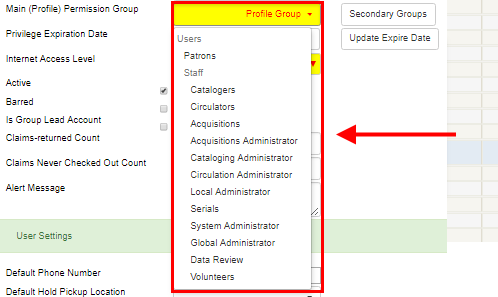 Main (Profile) Permission Group
Profile Group
Secondary Groups
Privilege Expiration Date
Update Expire Date
Internet Access Level
Users
Patrons
Staff
Catalogers
Circulators
Acquisitions
Acquisitions Administrator
Cataloging Administrator
Circulation Administrator
Local Administrator
Serials
System Administrator
Global Administrator
Data Review
Volunteers
Active
Barred
Is Group Lead Account
Claims-returned Count
Claims Never Checked Out Count
Alert Message
User Settings
Default Phone Number
Default Hold Pickup Location